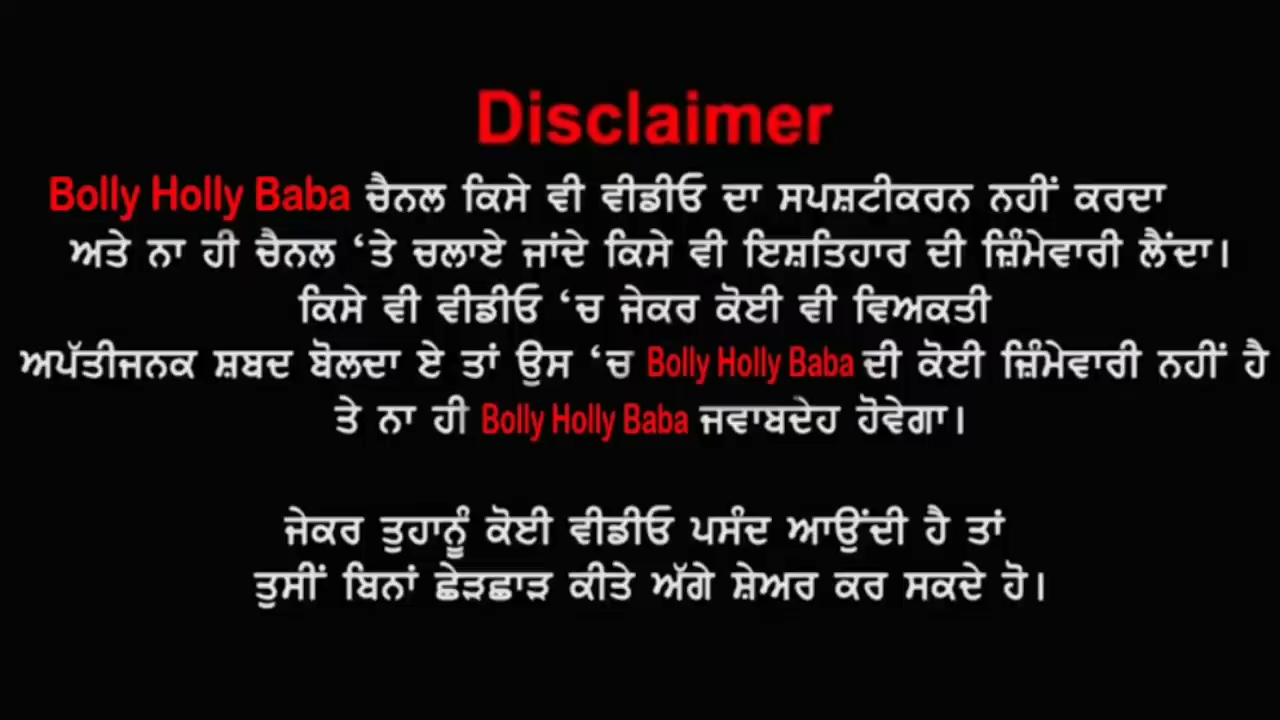 Disclaimer
Bolly Holly Baba ਚੈਨਲ ਕਿਸੇ ਵੀ ਵੀਡੀਓ ਦਾ ਸਪਸ਼ਟੀਕਰਨ ਨਹੀਂ ਕਰਦਾ
ਅਤੇ ਨਾ ਹੀ ਚੈਨਲ ‘ਤੇ ਚਲਾਏ ਜਾਂਦੇ ਕਿਸੇ ਵੀ ਇਸ਼ਤਿਹਾਰ ਦੀ ਜ਼ਿੰਮੇਵਾਰੀ ਲੈਂਦਾ।
ਕਿਸੇ ਵੀ ਵੀਡੀਓ ‘ਚ ਜੇਕਰ ਕੋਈ ਵੀ ਵਿਅਕਤੀ
ਅਪੱਤੀਜਨਕ ਸ਼ਬਦ ਬੋਲਦਾ ਏ ਤਾਂ ਉਸ ‘ਚ Bolly Holly Baba ਦੀ ਕੋਈ ਜ਼ਿੰਮੇਵਾਰੀ ਨਹੀਂ ਹੈ
ਤੇ ਨਾ ਹੀ Bolly Holly Baba ਜਵਾਬਦੇਹ ਹੋਵੇਗਾ।
ਜੇਕਰ ਤੁਹਾਨੂੰ ਕੋਈ ਵੀਡੀਓ ਪਸੰਦ ਆਉਂਦੀ ਹੈ ਤਾਂ
ਤੁਸੀਂ ਬਿਨਾਂ ਛੇੜਛਾੜ ਕੀਤੇ ਅੱਗੇ ਸ਼ੇਅਰ ਕਰ ਸਕਦੇ ਹੋ।